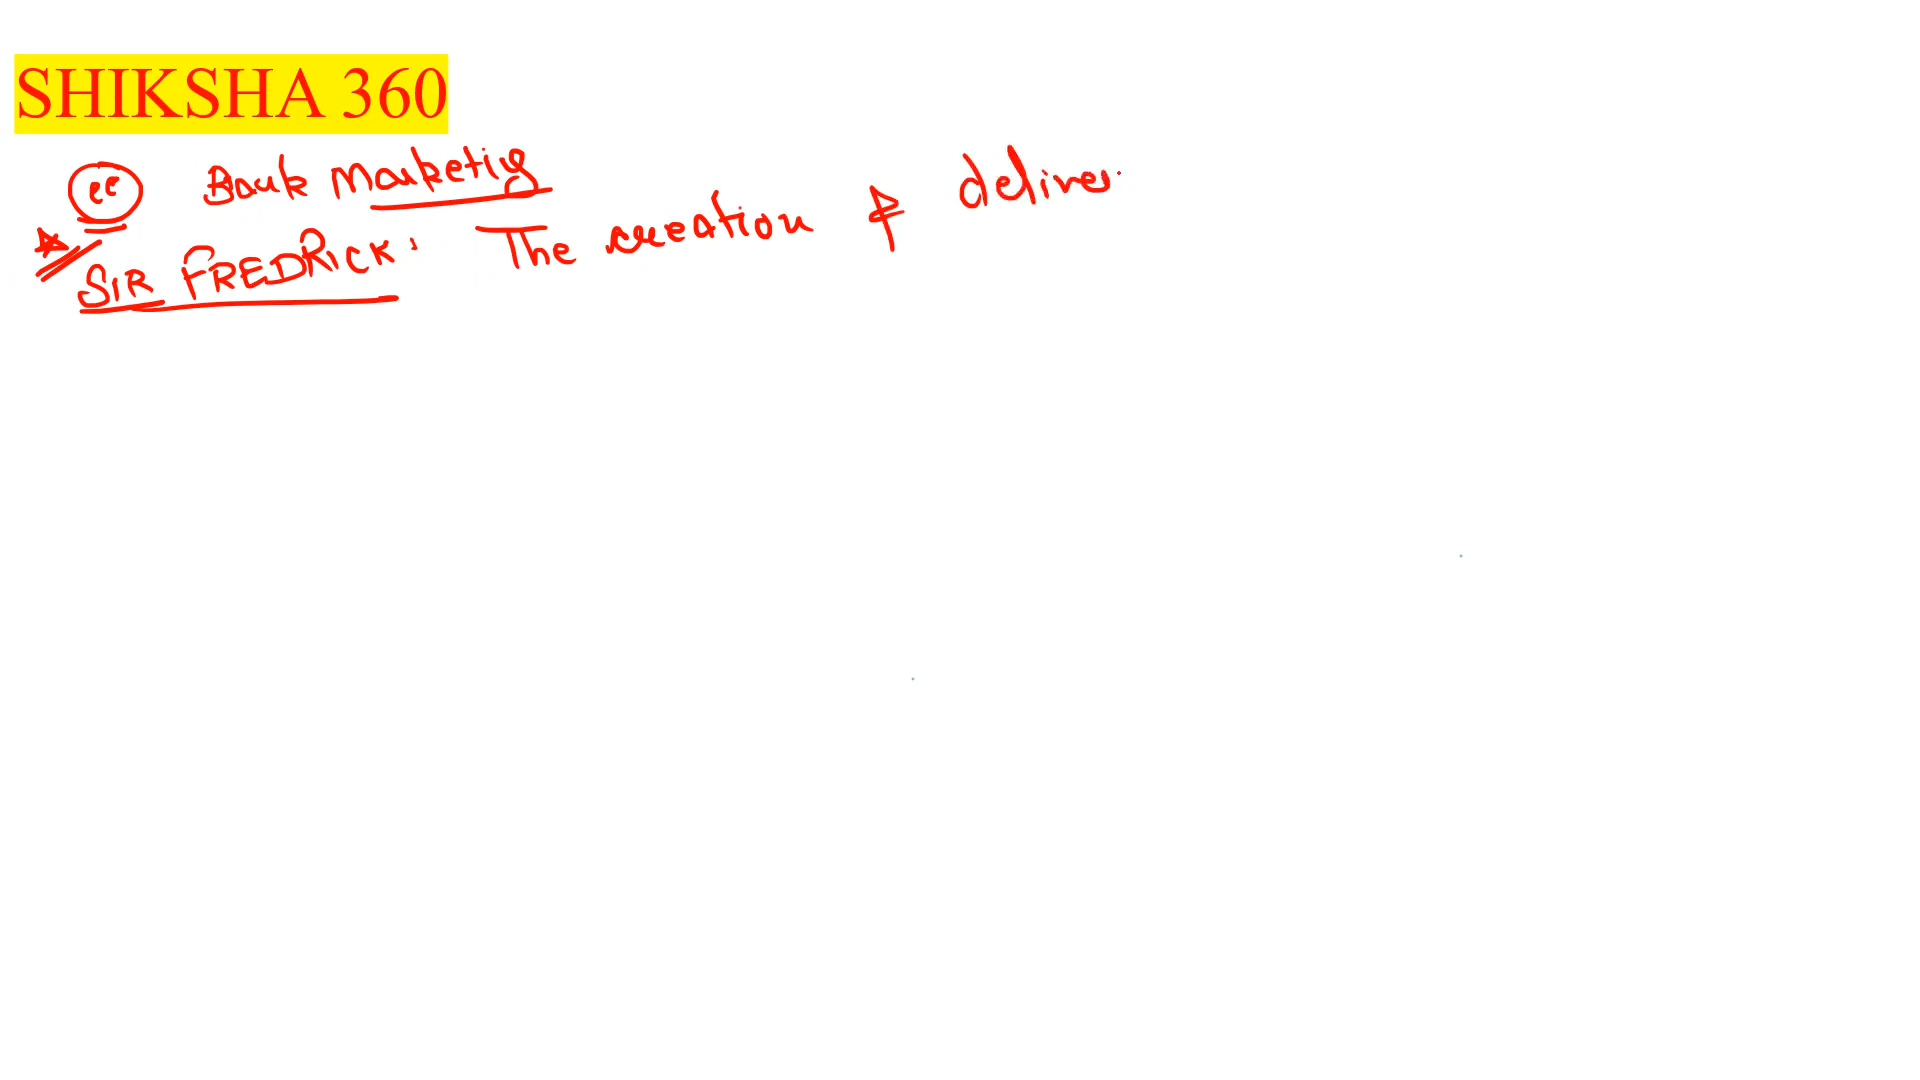 SHIKSHA 360
Bank Marketing
SIR FREDRICK: The creation & deliver